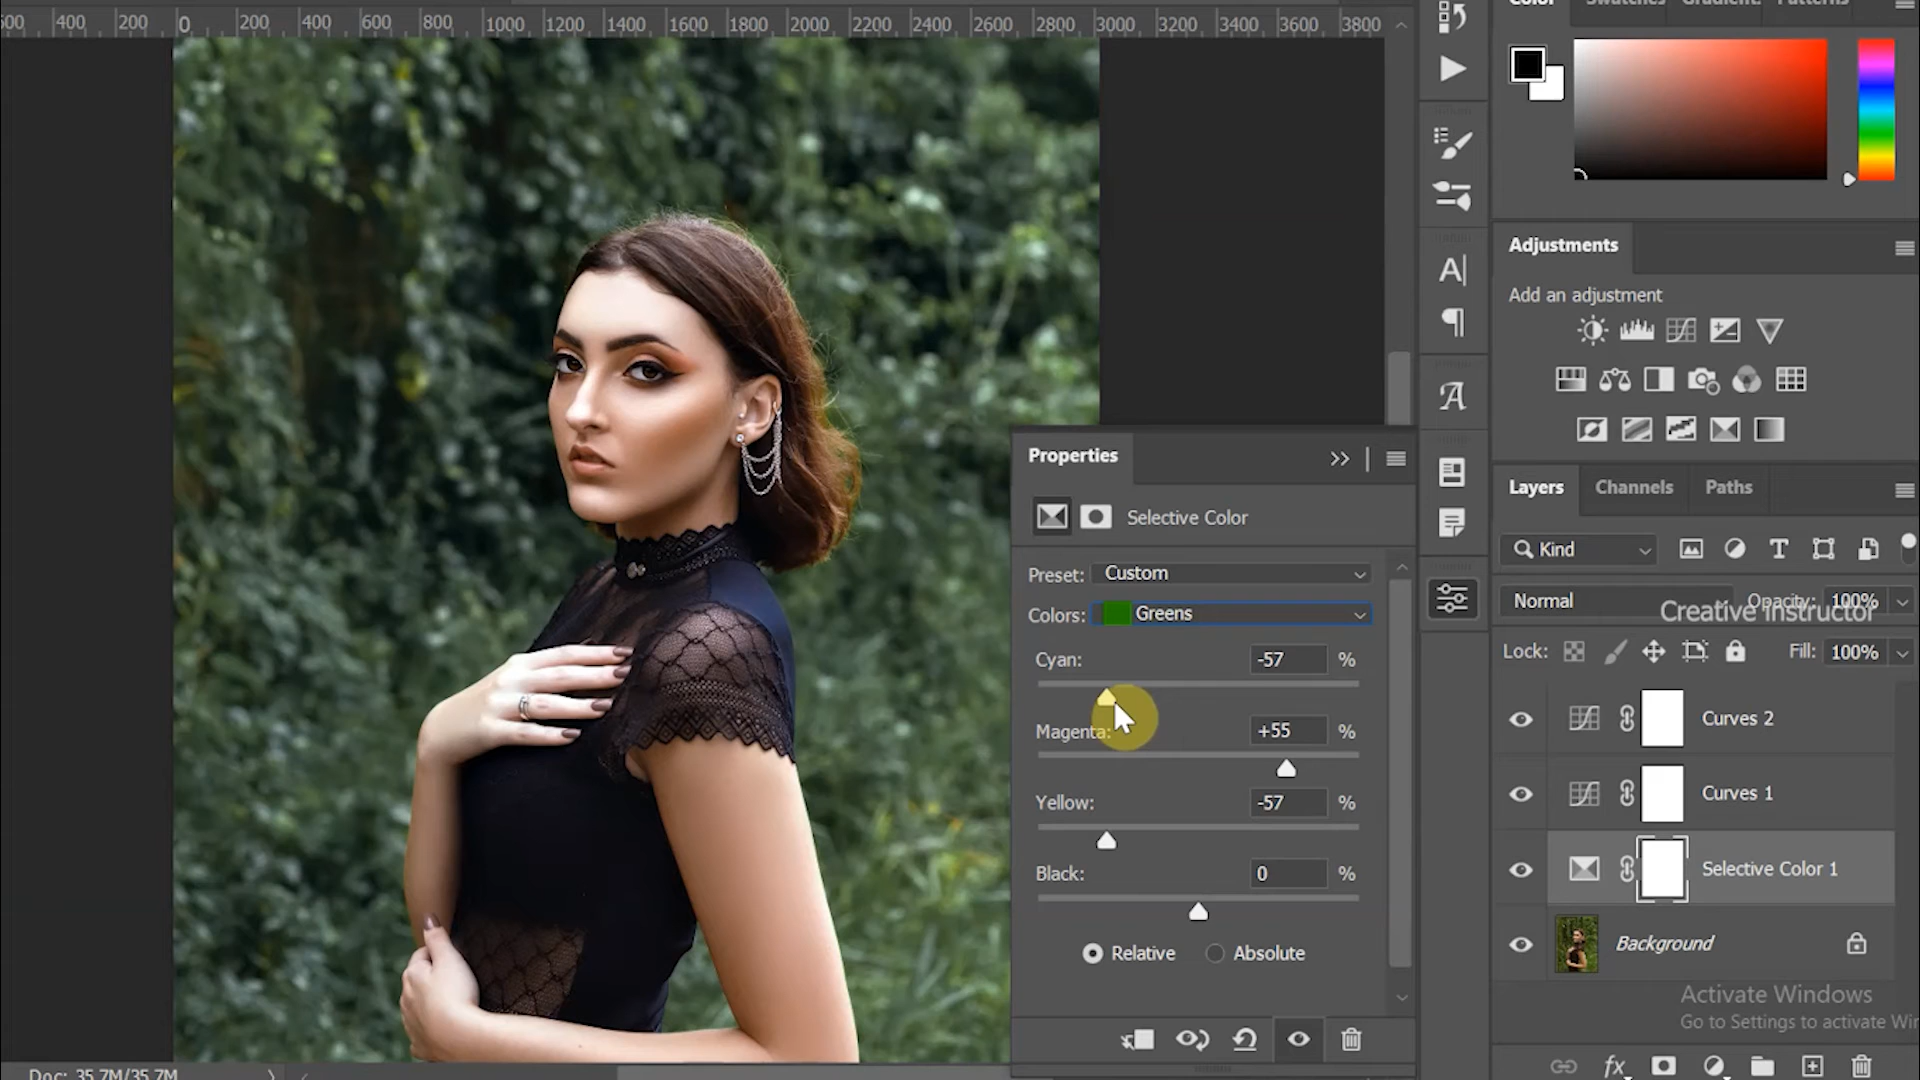 600 400 200 0 200 400 600 800 1000 1200 1400 1600 1800 2000 2200 2400 2600 2800 3000 3200 3400 3600 3800
Color Swatches Gradient Patterns
Adjustments
Add an adjustment
Properties
Selective Color
Preset: Custom
Colors: Greens
Cyan: -57 %
Magenta: +55 %
Yellow: -57 %
Black: 0 %
Relative Absolute
Layers Channels Paths
Kind
Normal Opacity: 100%
Creative instructor
Lock: Fill: 100%
Curves 2
Curves 1
Selective Color 1
Background
Activate Windows
Go to Settings to activate Win
fx
Doc: 35.7M/35.7M